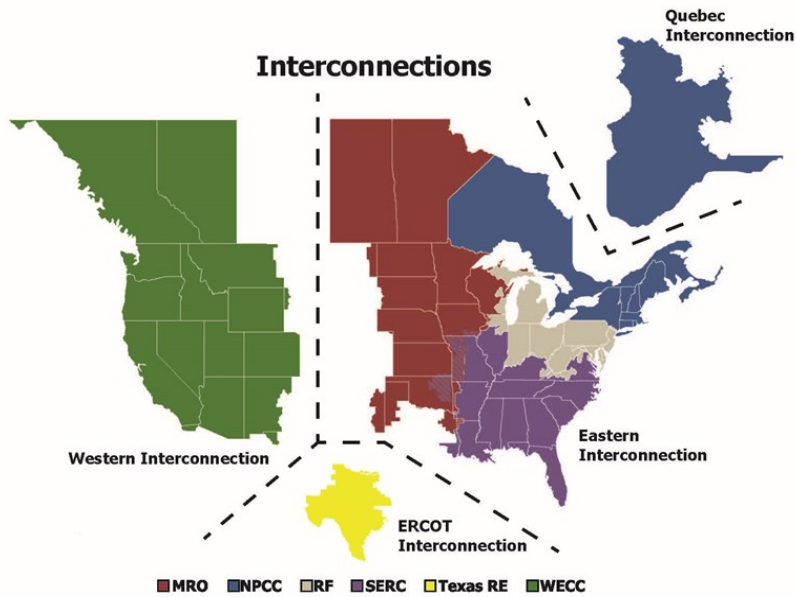 Quebec
Interconnection
Interconnections
Western Interconnection
Eastern
Interconnection
ERCOT
Interconnection
MRO NPCC RF SERC Texas RE WECC